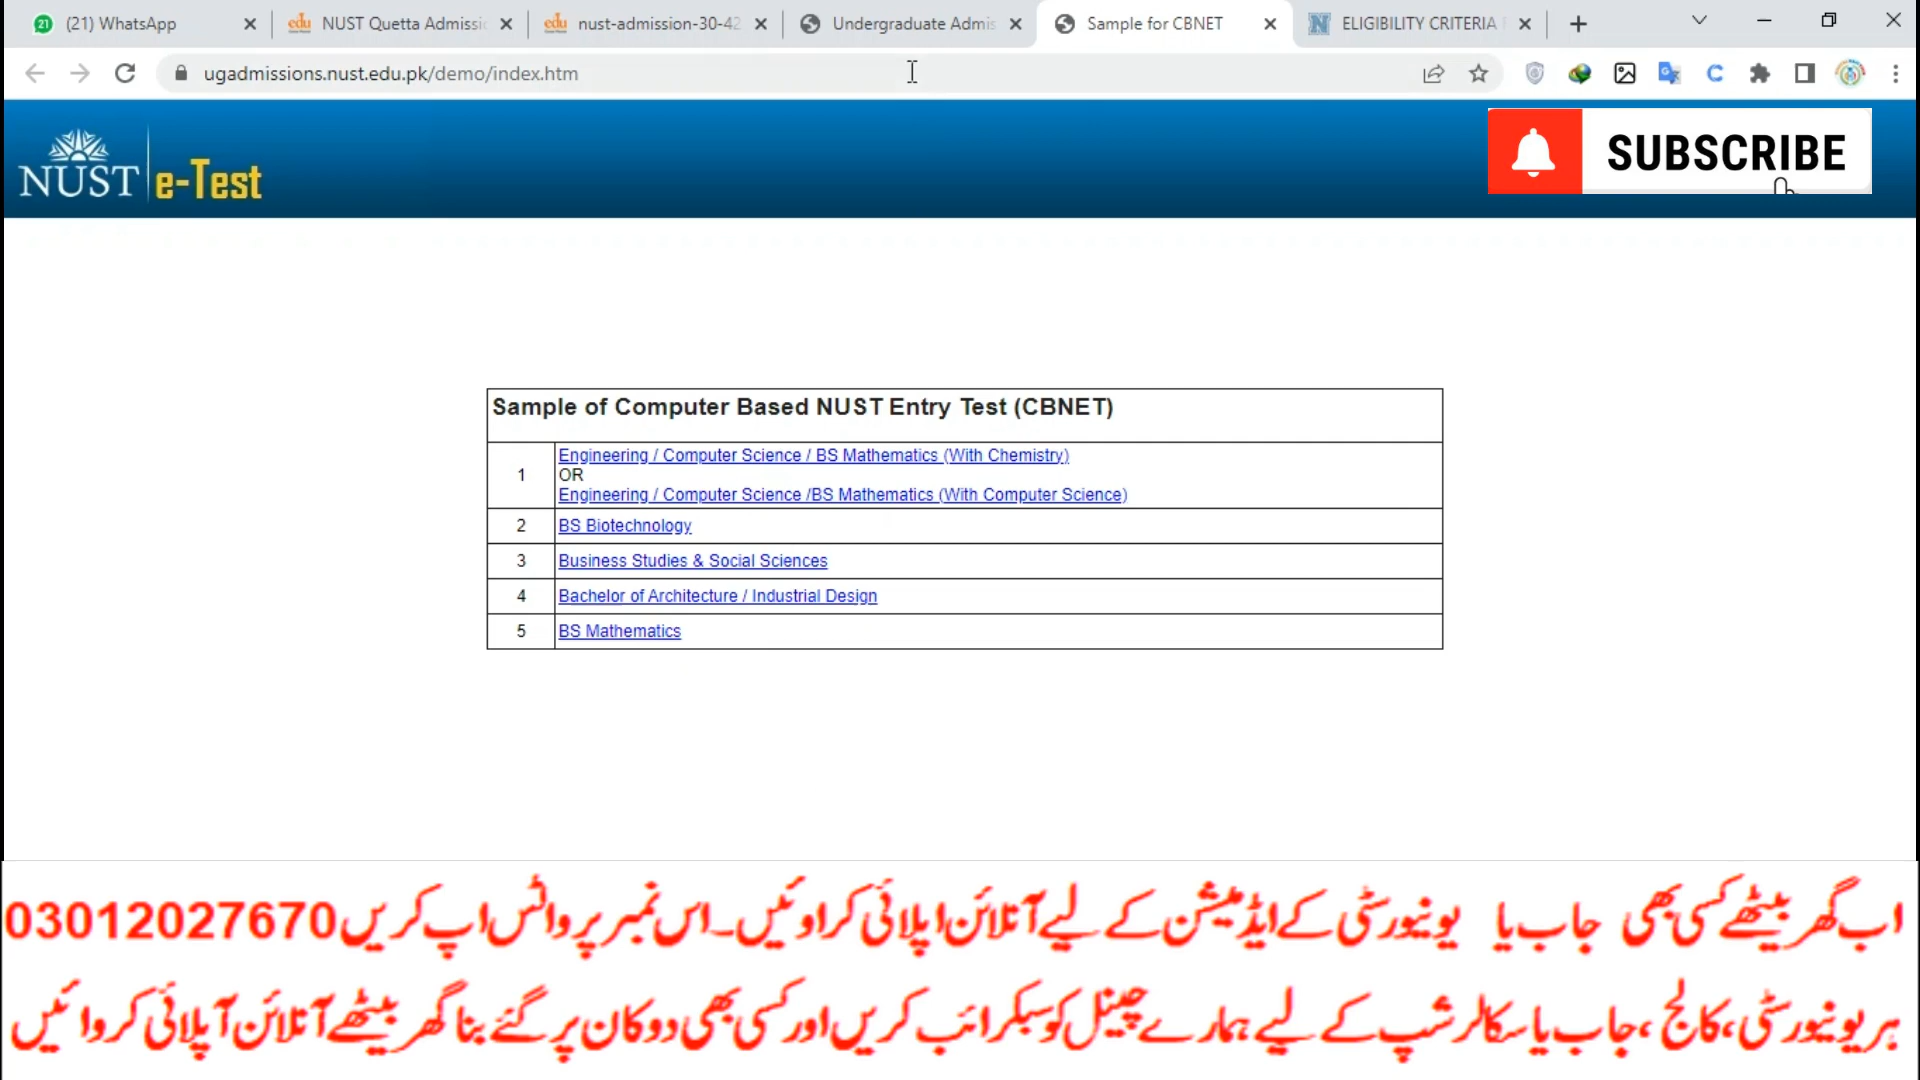 (21) WhatsApp
NUST Quetta Admissi
nust-admission-30-42
Undergraduate Admis
Sample for CBNET
ELIGIBILITY CRITERIA
ugadmissions.nust.edu.pk/demo/index.htm
NUST e-Test
SUBSCRIBE
Sample of Computer Based NUST Entry Test (CBNET)
1
Engineering / Computer Science / BS Mathematics (With Chemistry)
OR
Engineering / Computer Science /BS Mathematics (With Computer Science)
2 BS Biotechnology
3 Business Studies & Social Sciences
4 Bachelor of Architecture / Industrial Design
5 BS Mathematics
اب گھر بیٹھے کسی بھی جاب یا یونیورسٹی کے ایڈمیشن کے لیے آنلائن اپلائی کراوئیں۔ اس نمبر پر واٹس اپ کریں 03012027670
ہر یونیورسٹی، کالج ،جاب یا سکالرشپ کے لیے ہمارے چینل کو سبکرائب کریں اور کسی بھی دوکان پر گئے بنا گھر بیٹھے آنلائن آپلائی کروائیں